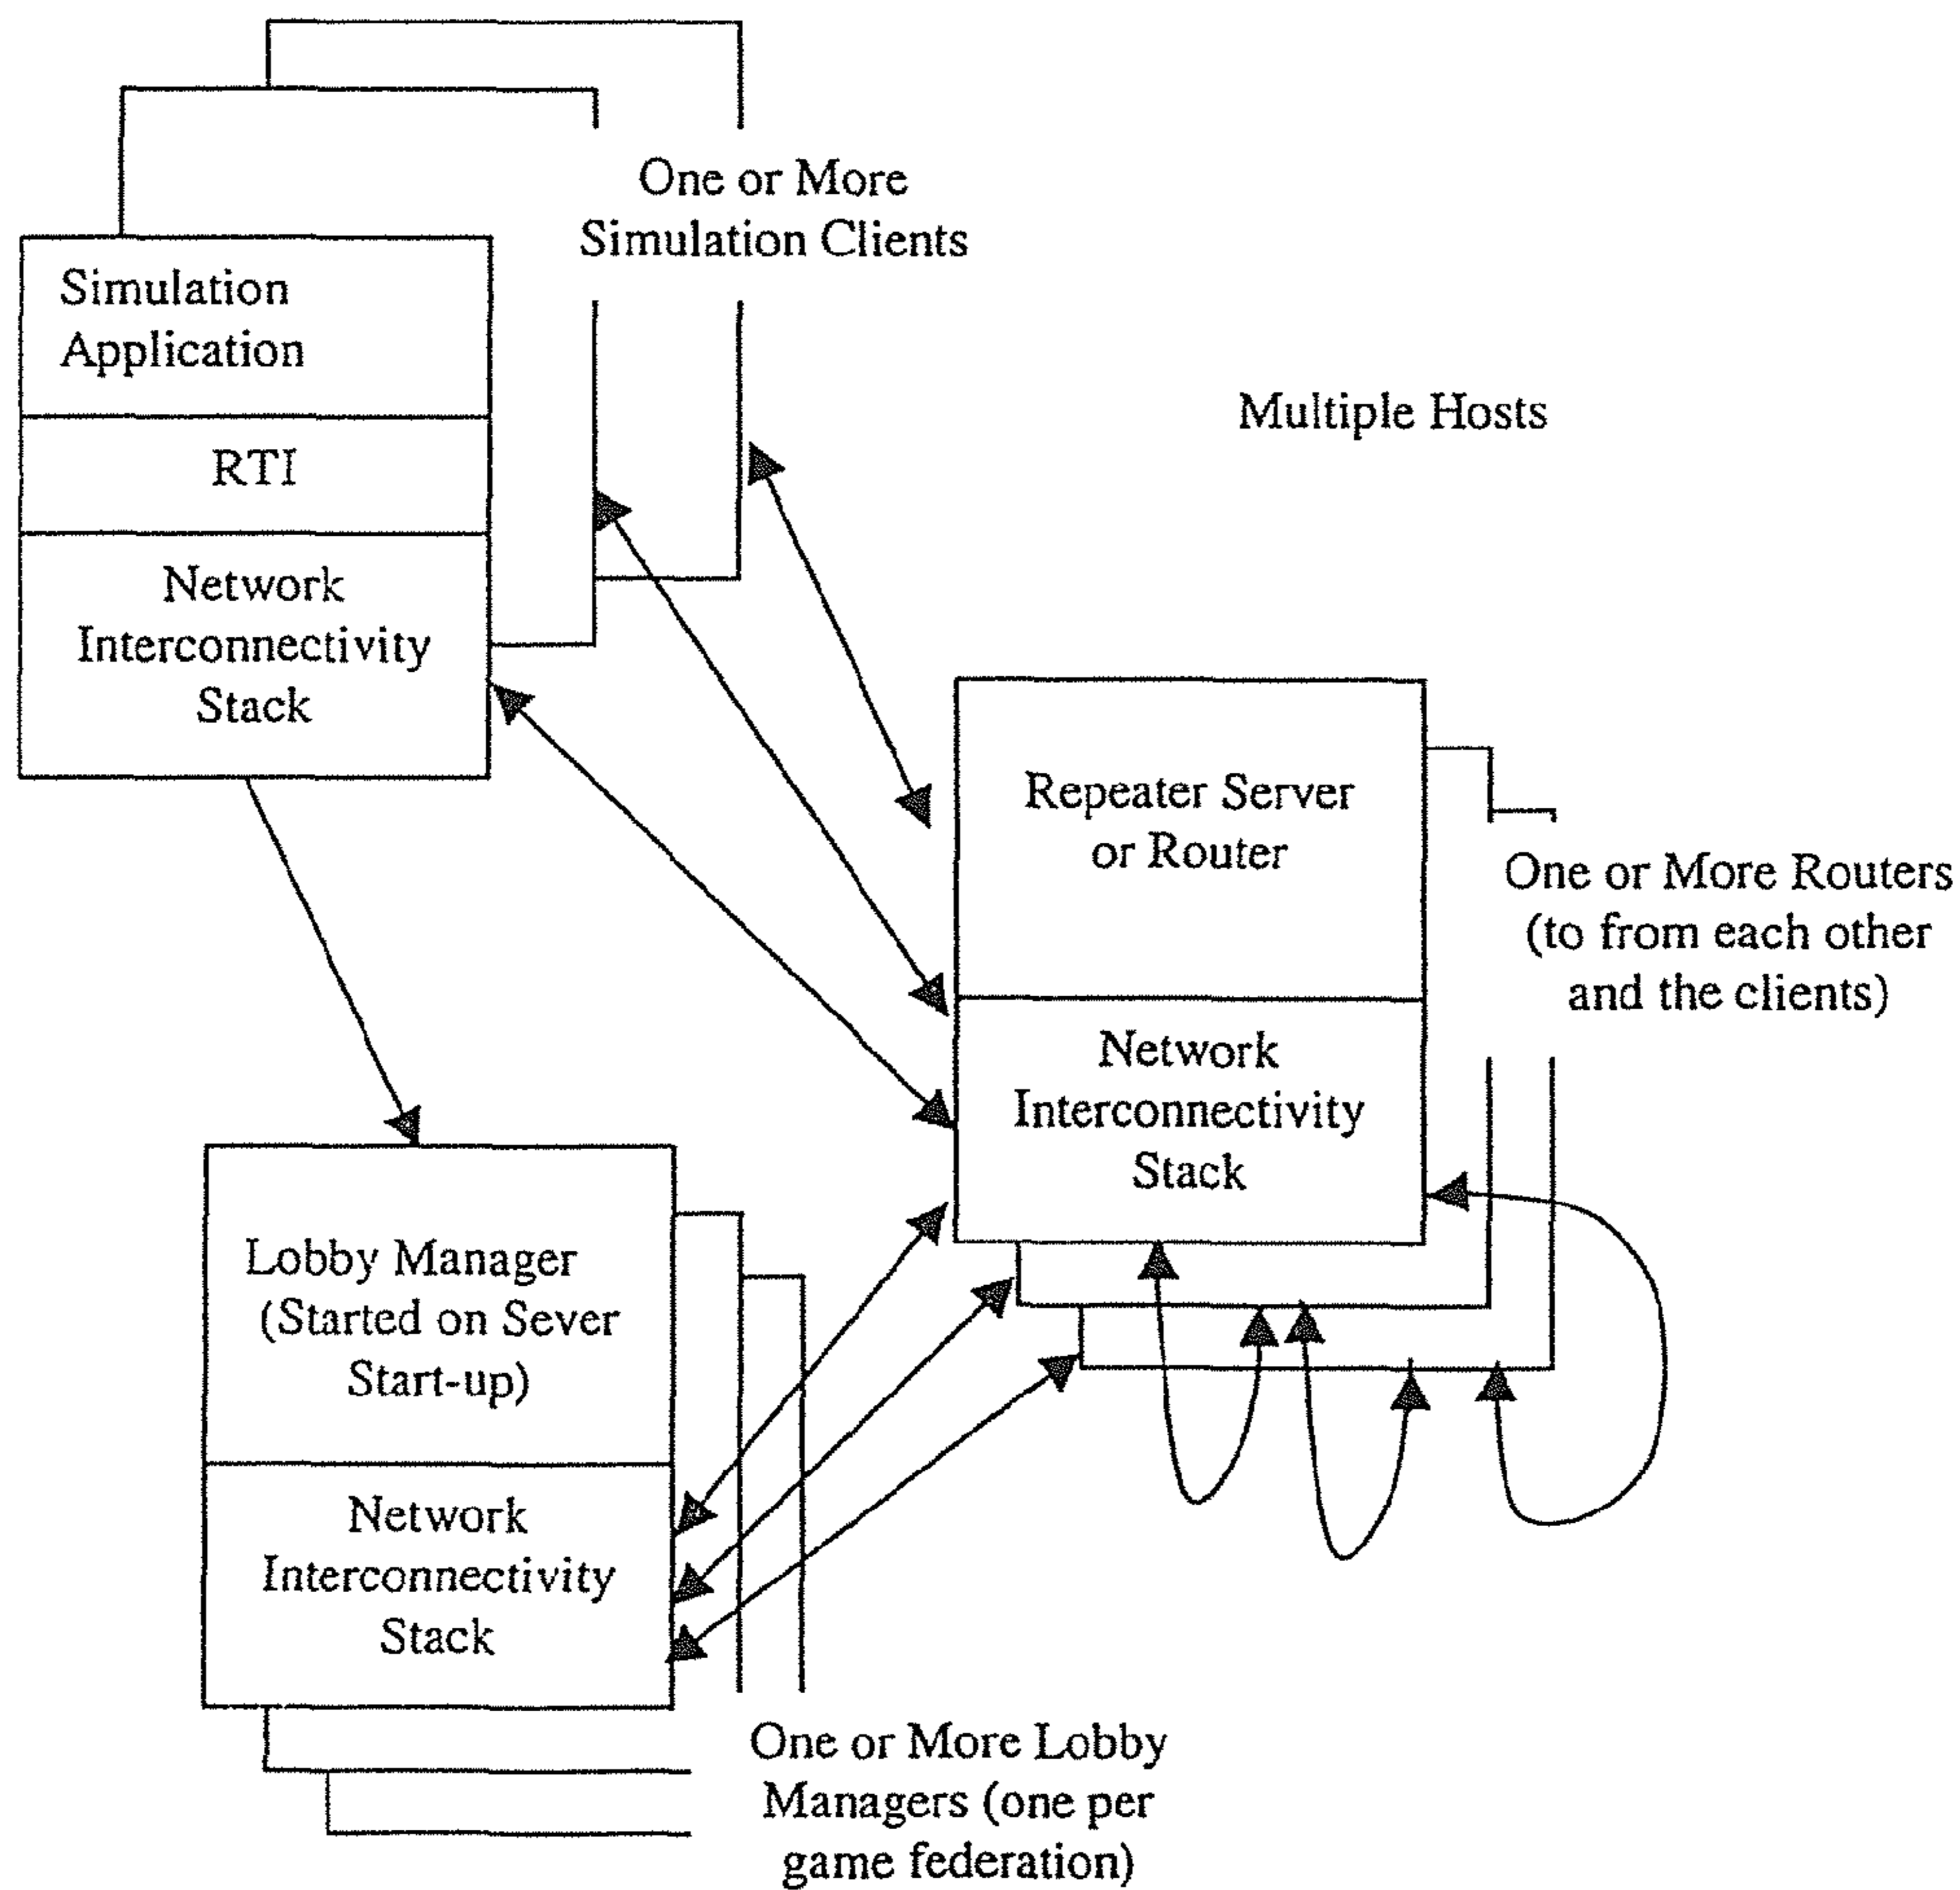 One or More
Simulation Clients
Simulation
Application
RTI
Network
Interconnectivity
Stack
Multiple Hosts
Repeater Server
or Router
Network
Interconnectivity
Stack
One or More Routers
(to from each other
and the clients)
Lobby Manager
(Started on Sever
Start-up)
Network
Interconnectivity
Stack
One or More Lobby
Managers (one per
game federation)